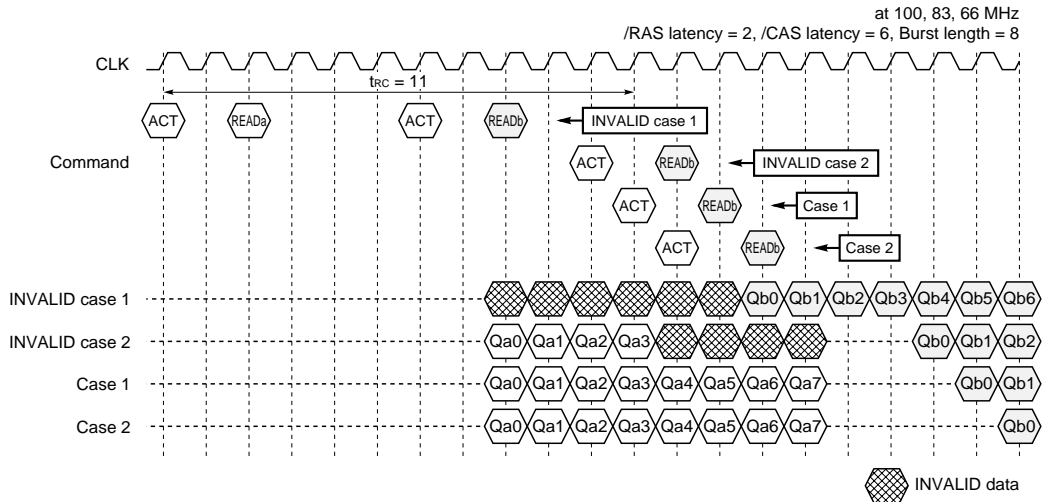 at 100, 83, 66 MHz
/RAS latency = 2, /CAS latency = 6, Burst length = 8
CLK
tRC = 11
ACT READa ACT READb INVALID case 1
Command ACT READb INVALID case 2
ACT READb Case 1
ACT READb Case 2
INVALID case 1 Qb0 Qb1 Qb2 Qb3 Qb4 Qb5 Qb6
INVALID case 2 Qa0 Qa1 Qa2 Qa3 Qb0 Qb1 Qb2
Case 1 Qa0 Qa1 Qa2 Qa3 Qa4 Qa5 Qa6 Qa7 Qb0 Qb1
Case 2 Qa0 Qa1 Qa2 Qa3 Qa4 Qa5 Qa6 Qa7 Qb0
INVALID data